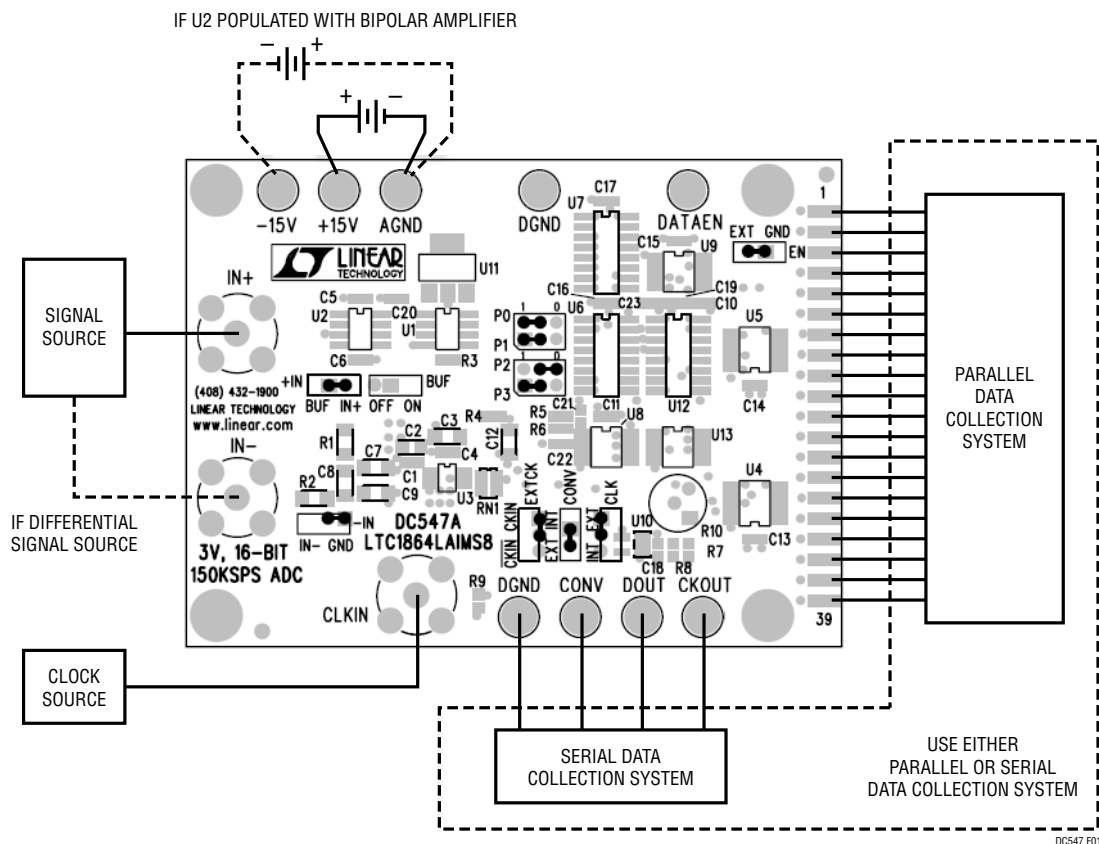 IF U2 POPULATED WITH BIPOLAR AMPLIFIER
− +
+ −
-15V
+15V
AGND
DGND
DATAEN
1
C17
U7
C15
U9
EXT GND
EN
LT LINEAR
TECHNOLOGY
U11
IN+
SIGNAL
SOURCE
C5
U2
C20
U1
C6
R3
C16
U6
C23
C19
C10
P0
1 0
P1
P2
1 0
P3
U5
C14
PARALLEL
DATA
COLLECTION
SYSTEM
(408) 432-1900
LINEAR TECHNOLOGY
www.linear.com
+IN
BUF IN+
BUF
OFF ON
IN-
R1
R2
C7
C8
C9
C2
C1
C3
C4
U3
R4
C12
RN1
R5
R6
C21
C11
U8
C22
U12
U13
U4
C13
IF DIFFERENTIAL
SIGNAL SOURCE
-IN
IN- GND
3V, 16-BIT
150KSPS ADC
DC547A
LTC1864LAIMS8
CKIN CKIN
EXTCK
EXT INT
CONV
INT EXT
CLK
U10
C18
R8
R7
R10
CLKIN
R9
DGND
CONV
DOUT
CKOUT
39
CLOCK
SOURCE
SERIAL DATA
COLLECTION SYSTEM
USE EITHER
PARALLEL OR SERIAL
DATA COLLECTION SYSTEM
DC547 F01